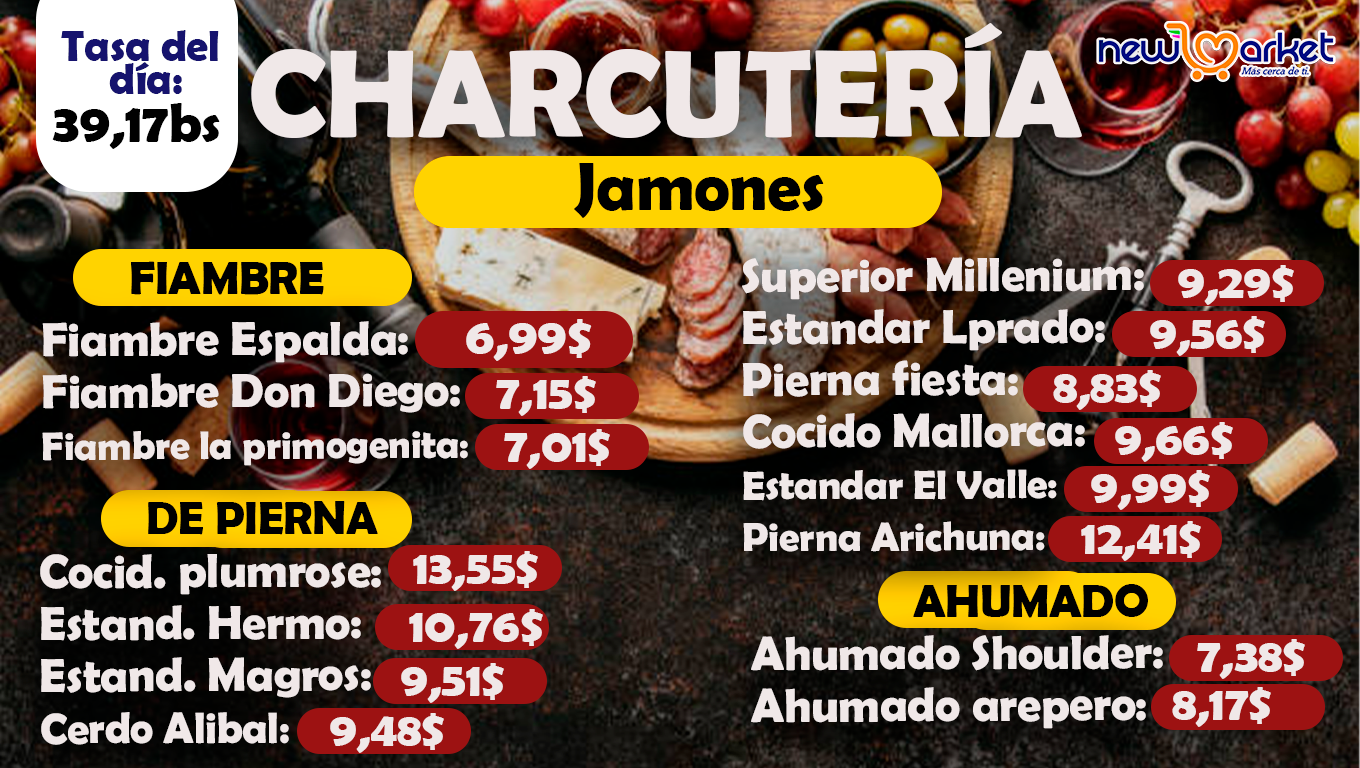 Tasa del
día:
39,17bs
CHARCUTERÍA
new market
Más cerca de ti.
Jamones
FIAMBRE
Fiambre Espalda: 6,99$
Fiambre Don Diego: 7,15$
Fiambre la primogenita: 7,01$
DE PIERNA
Cocid. plumrose: 13,55$
Estand. Hermo: 10,76$
Estand. Magros: 9,51$
Cerdo Alibal: 9,48$
Superior Millenium: 9,29$
Estandar Lprado: 9,56$
Pierna fiesta: 8,83$
Cocido Mallorca: 9,66$
Estandar El Valle: 9,99$
Pierna Arichuna: 12,41$
AHUMADO
Ahumado Shoulder: 7,38$
Ahumado arepero: 8,17$